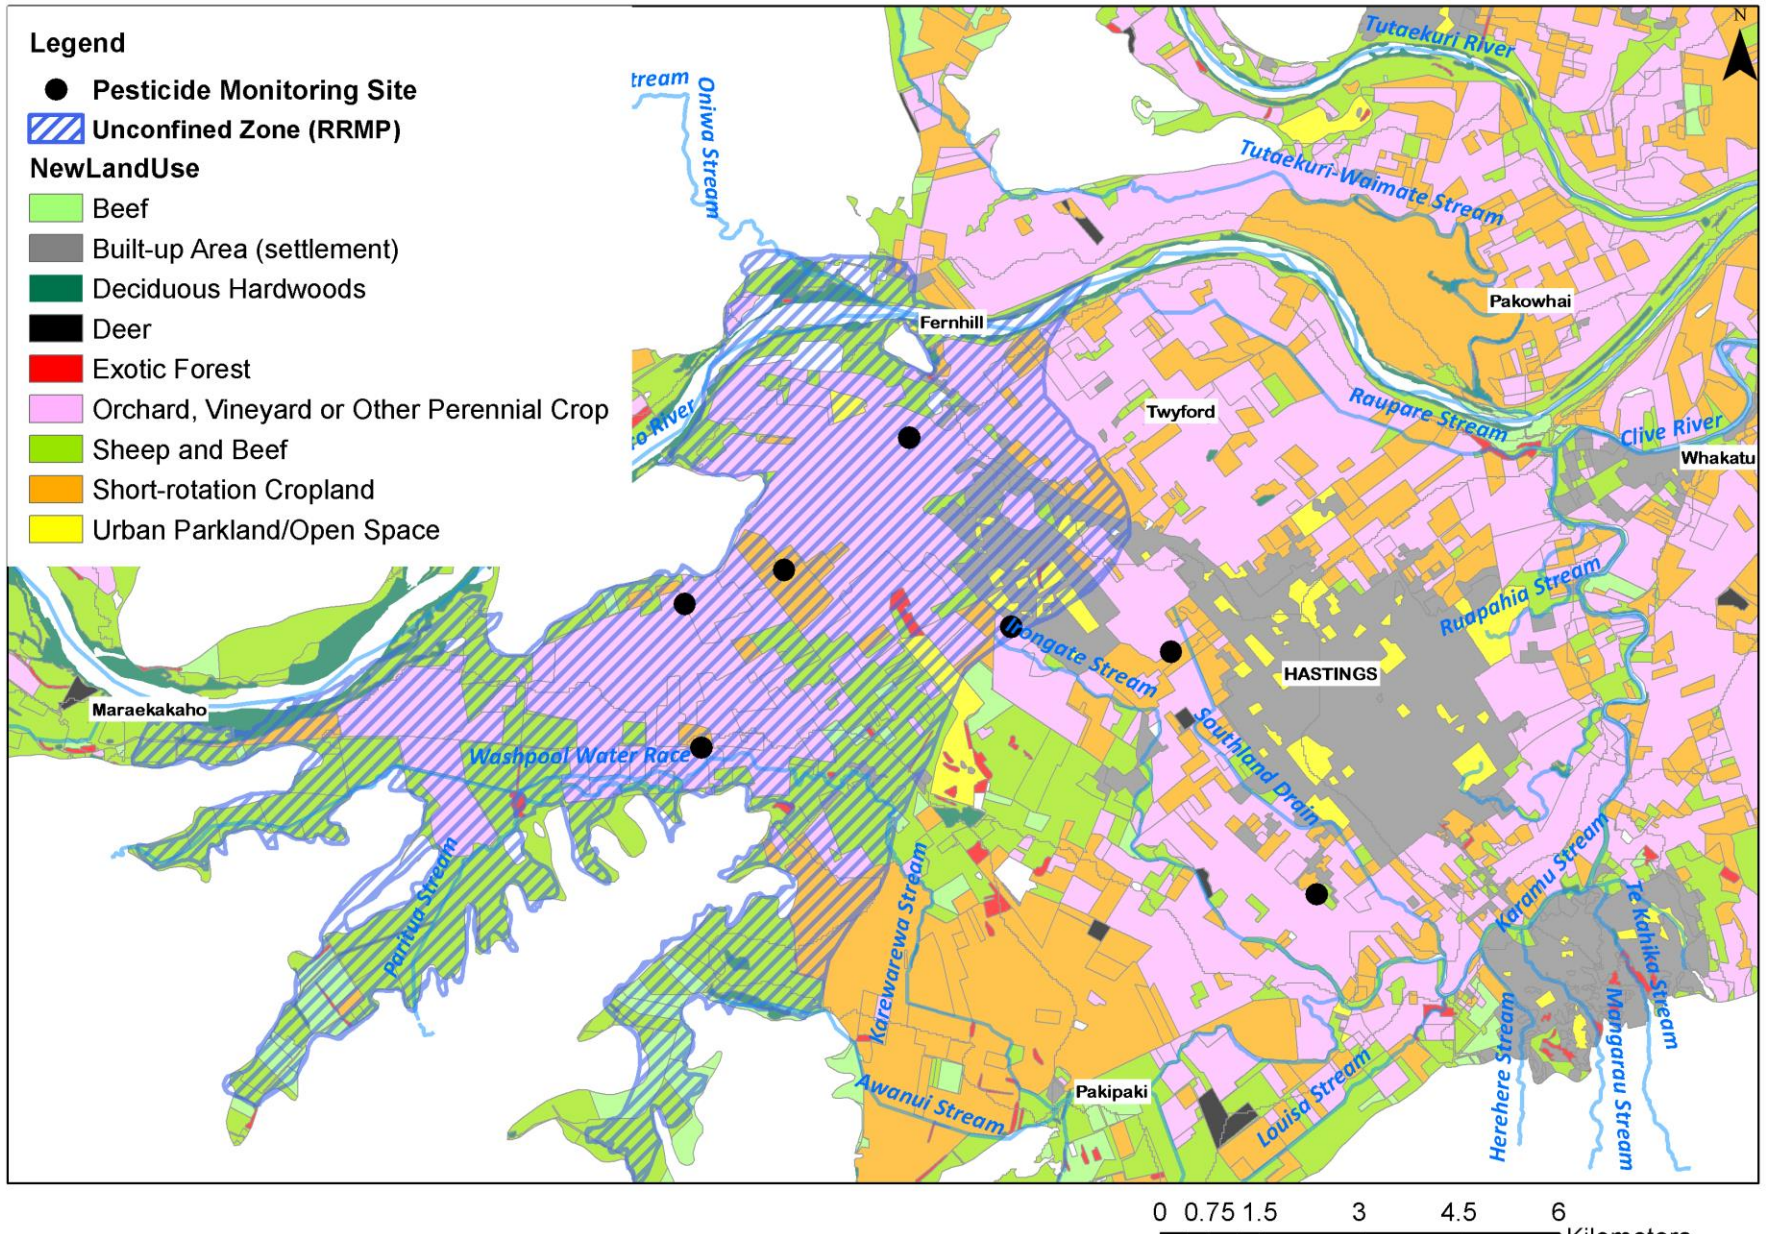 Legend
Pesticide Monitoring Site
Unconfined Zone (RRMP)
NewLandUse
Beef
Built-up Area (settlement)
Deciduous Hardwoods
Deer
Exotic Forest
Orchard, Vineyard or Other Perennial Crop
Sheep and Beef
Short-rotation Cropland
Urban Parkland/Open Space
N
Tutaekuri River
Oniwa Stream
Tutaekuri-Waimate Stream
Pakowhai
Fernhill
Twyford
Raupare Stream
Clive River
Whakatu
Ruapahia Stream
Irongate Stream
HASTINGS
Maraekakaho
Southland Drain
Washpool Water Race
Paritua Stream
Karewarewa Stream
Karamu Stream
Te Kahika Stream
Awanui Stream
Pakipaki
Louisa Stream
Herehere Stream
Mangarau Stream
0 0.75 1.5 3 4.5 6